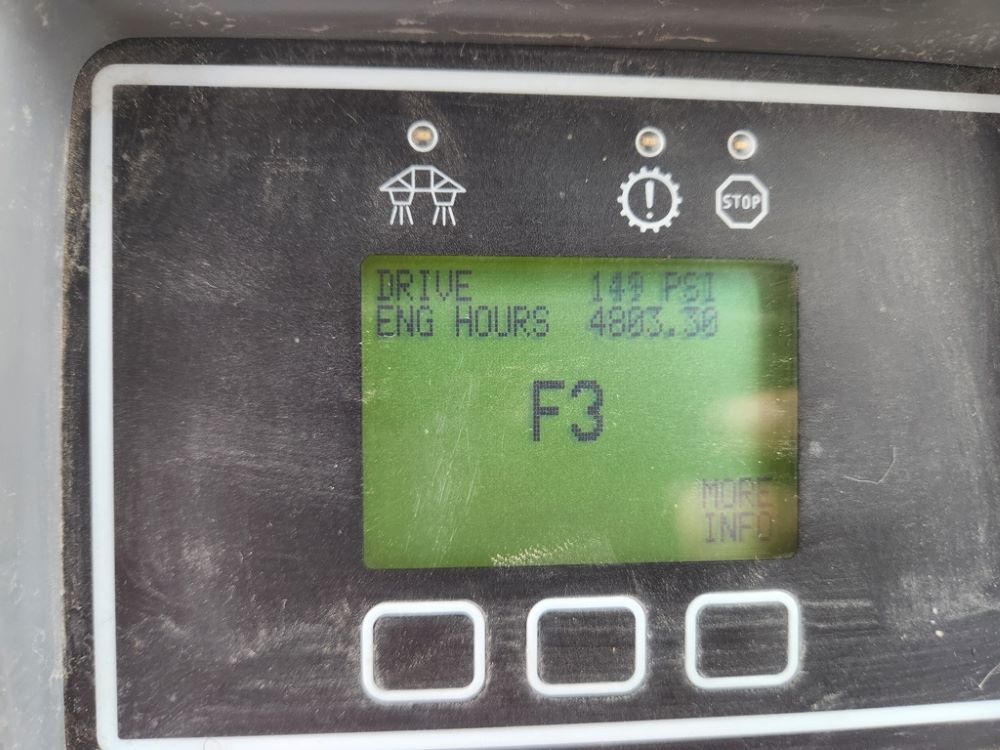 STOP
DRIVE 149 PSI
ENG HOURS 4803.30
F3
MORE
INFO